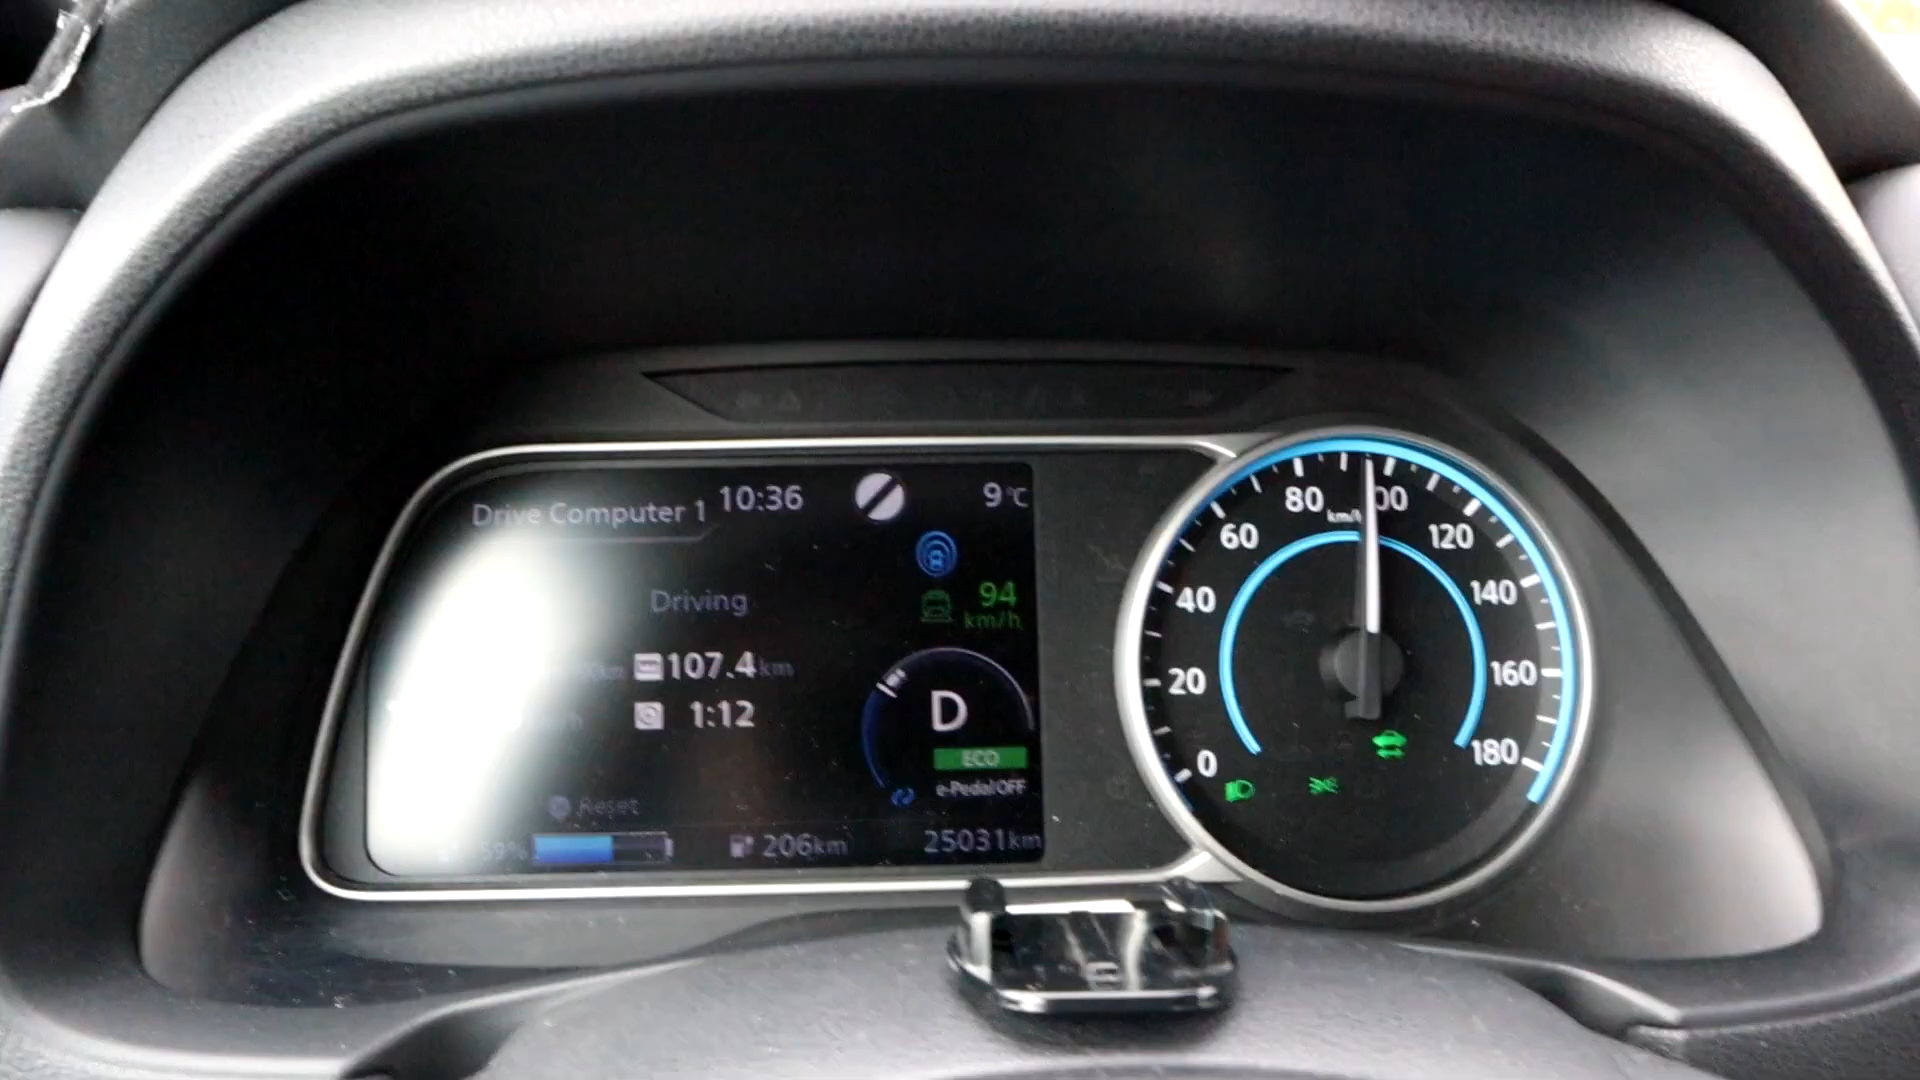 Drive Computer 1 10:36 9°C
Driving
94
km/h
107.4km
1:12
D
ECO
e-Pedal OFF
Reset
59% 206km 25031km
0
20
40
60
80
km/h
120
140
160
180